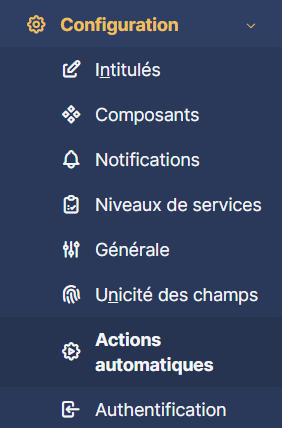 Configuration
Intitulés
Composants
Notifications
Niveaux de services
Générale
Unicité des champs
Actions
automatiques
Authentification